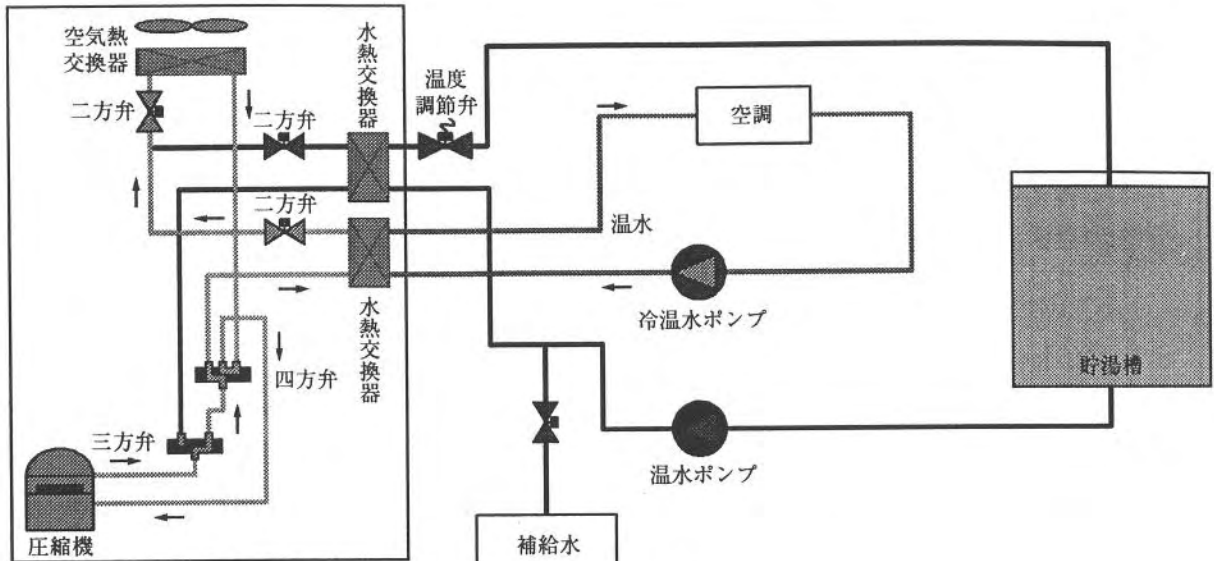 空気熱
交換器
二方弁
二方弁
水熱交換器
温度
調節弁
空調
二方弁
温水
冷温水ポンプ
水熱交換器
四方弁
三方弁
圧縮機
貯湯槽
温水ポンプ
補給水